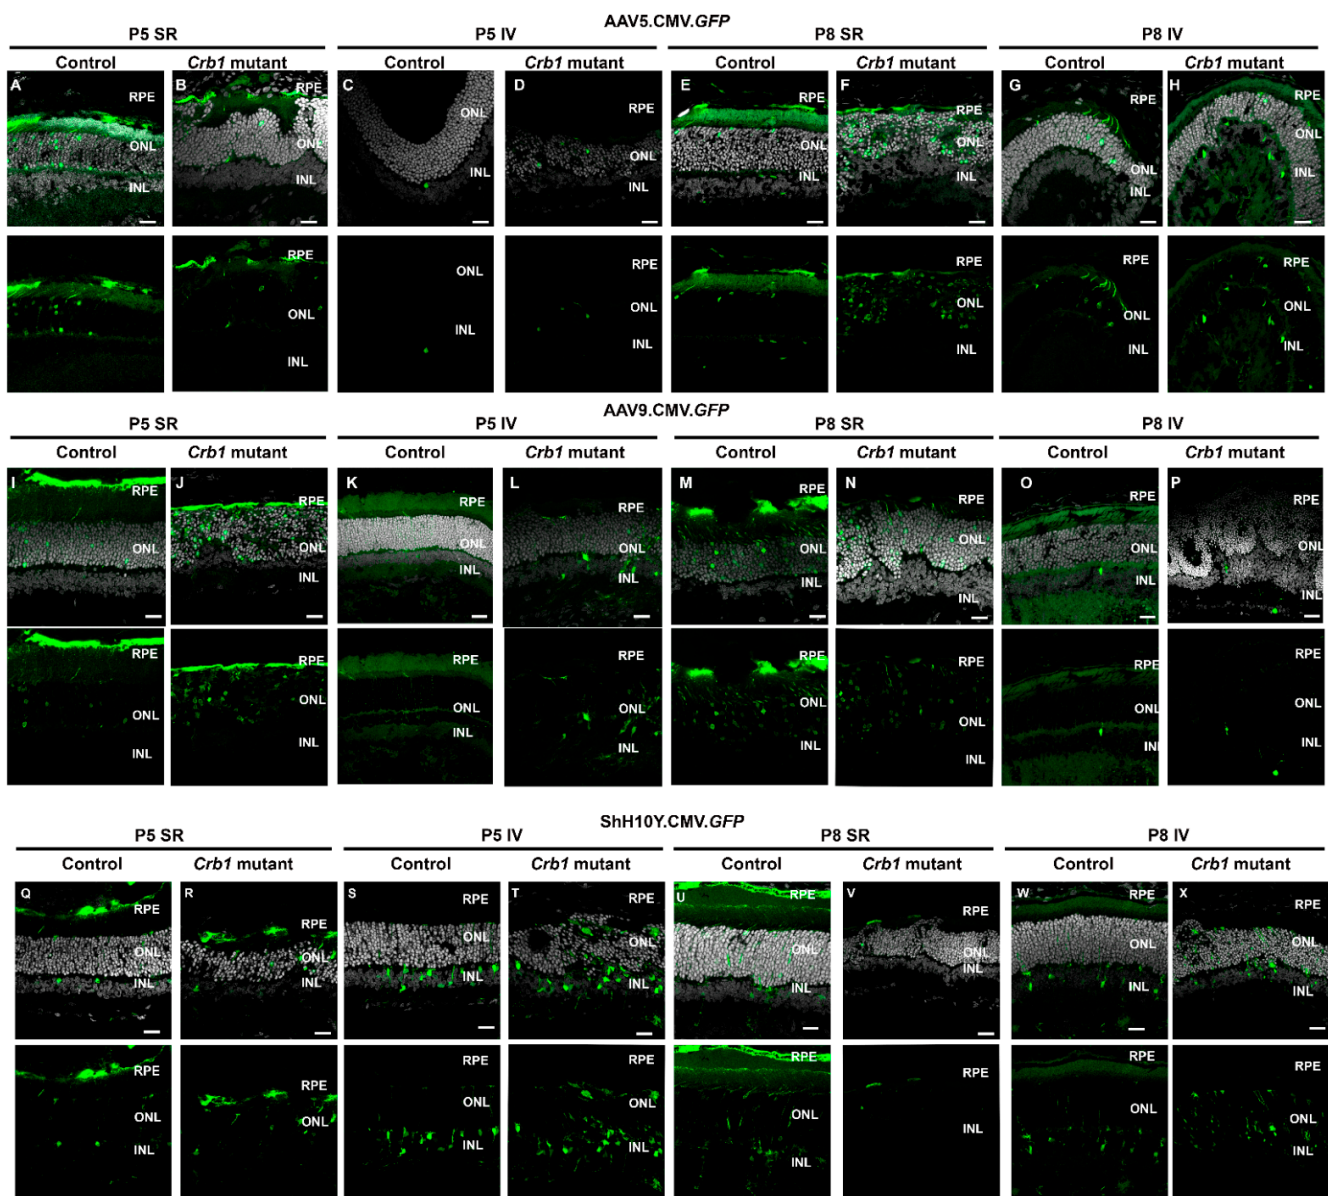 AAV5.CMV.GFP
P5 SR P5 IV P8 SR P8 IV
Control Crb1 mutant Control Crb1 mutant Control Crb1 mutant Control Crb1 mutant
A B C D E F G H
RPE RPE ONL RPE RPE RPE RPE RPE
ONL ONL INL ONL ONL ONL ONL ONL
INL INL INL INL INL INL INL
RPE ONL RPE RPE RPE RPE RPE
ONL INL ONL ONL ONL ONL
INL INL INL INL INL
AAV9.CMV.GFP
P5 SR P5 IV P8 SR P8 IV
Control Crb1 mutant Control Crb1 mutant Control Crb1 mutant Control Crb1 mutant
I J K L M N O P
RPE RPE RPE RPE RPE RPE RPE RPE
ONL ONL ONL ONL ONL ONL ONL ONL
INL INL INL INL INL INL INL INL
RPE RPE RPE RPE RPE RPE RPE RPE
ONL ONL ONL ONL ONL ONL ONL ONL
INL INL INL INL INL INL INL INL
ShH10Y.CMV.GFP
P5 SR P5 IV P8 SR P8 IV
Control Crb1 mutant Control Crb1 mutant Control Crb1 mutant Control Crb1 mutant
Q R S T U V W X
RPE RPE RPE RPE RPE RPE RPE RPE
ONL ONL ONL ONL ONL ONL ONL ONL
INL INL INL INL INL INL INL INL
RPE RPE RPE RPE RPE RPE RPE RPE
ONL ONL ONL ONL ONL ONL ONL
INL INL INL INL INL INL INL